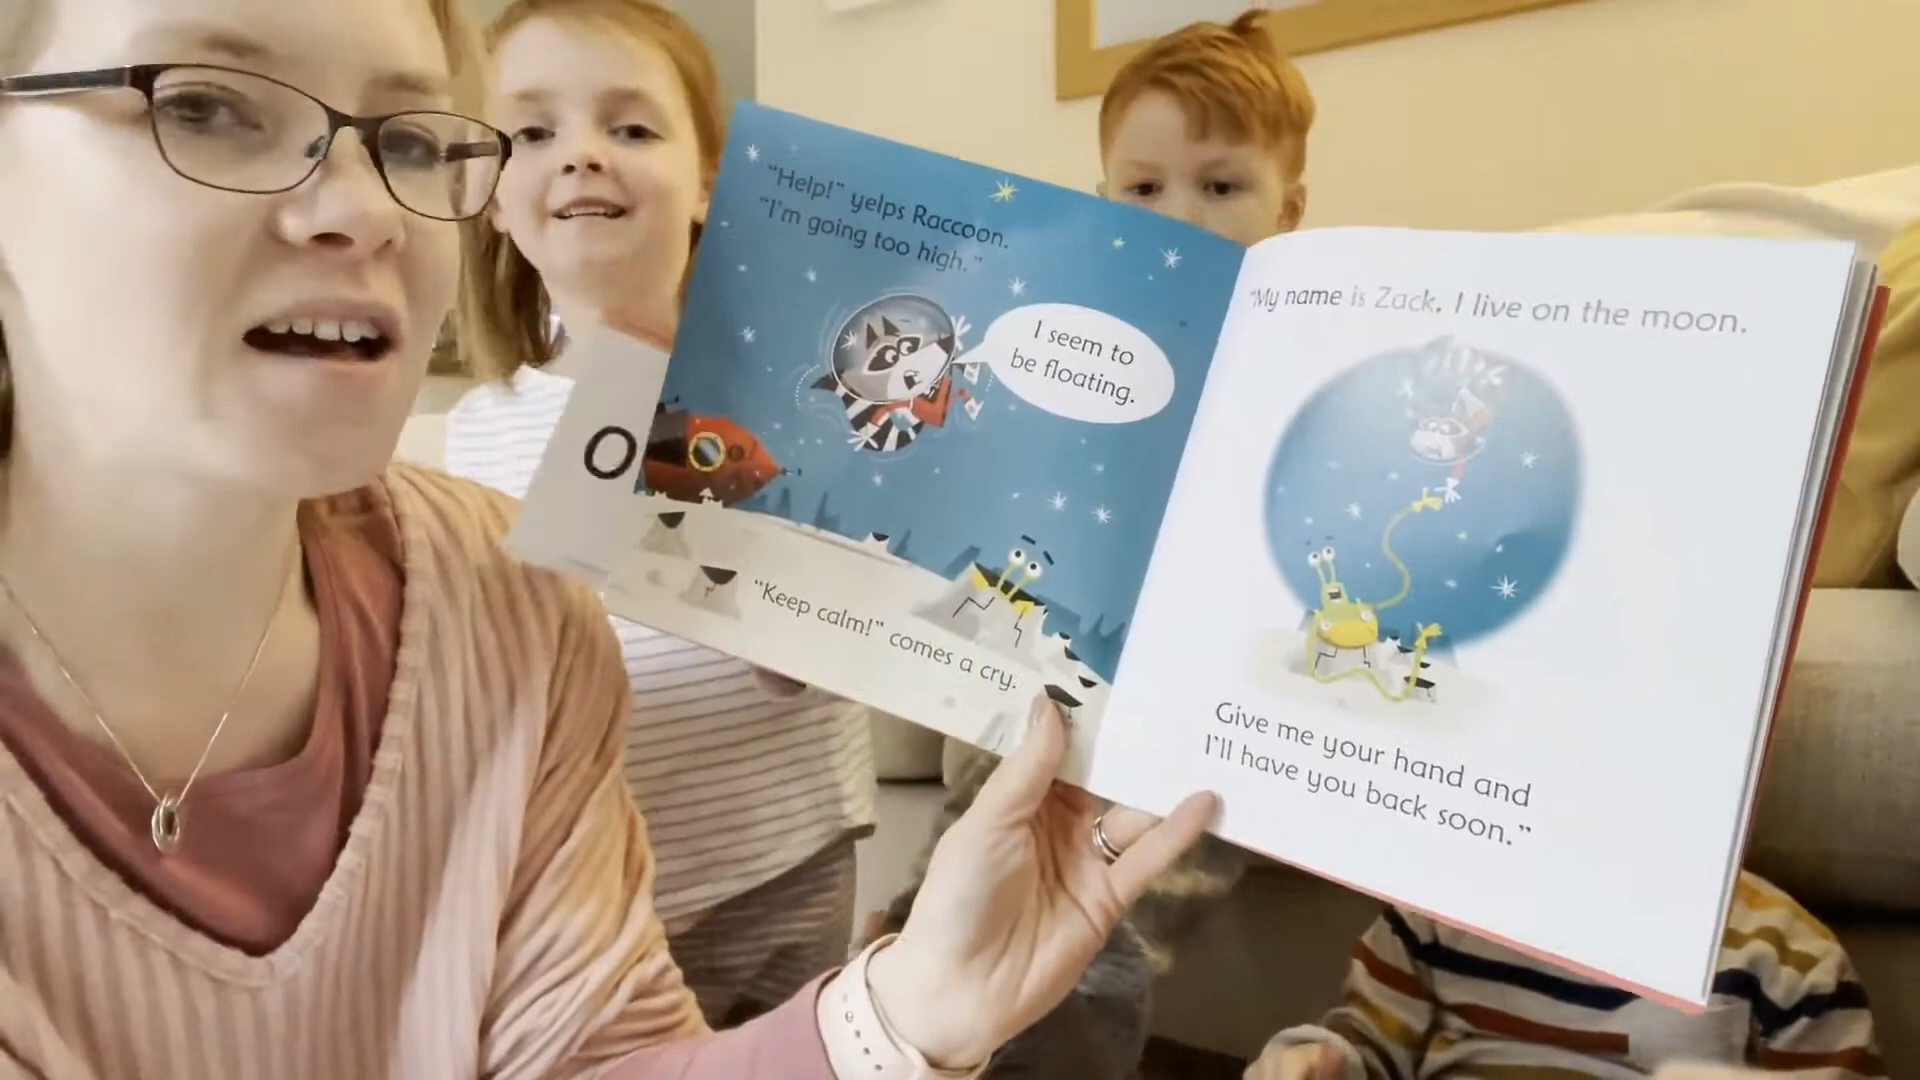 "Help!" yelps Raccoon.
"I'm going too high."
I seem to
be floating.
"Keep calm!" comes a cry.
"My name is Zack. I live on the moon.
Give me your hand and
I'll have you back soon."
o